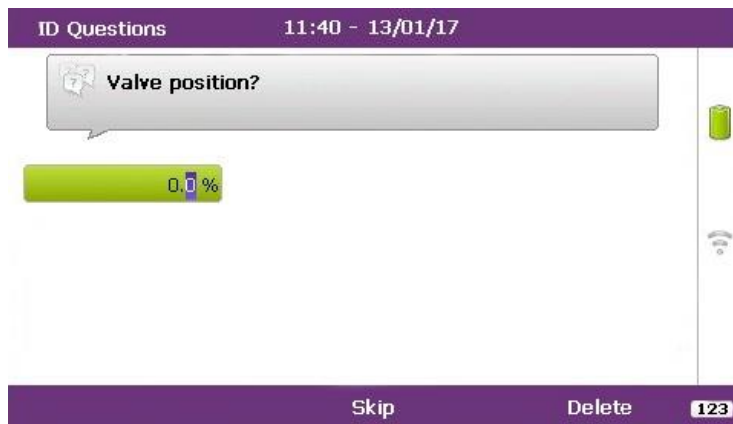 ID Questions 11:40 - 13/01/17
Valve position?
0.0 %
Skip Delete 123